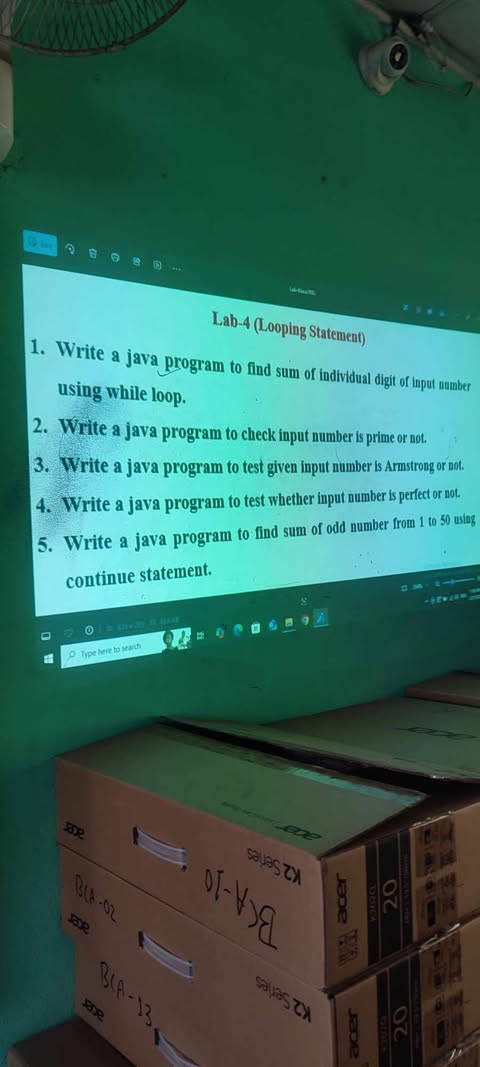 Lab-4 (Looping Statement)
1. Write a java program to find sum of individual digit of input number
using while loop.
2. Write a java program to check input number is prime or not.
3. Write a java program to test given input number is Armstrong or not.
4. Write a java program to test whether input number is perfect or not.
5. Write a java program to find sum of odd number from 1 to 50 using
continue statement.
Type here to search
acer
acer
acer
K2 Series
BCA-10
acer
K202Q
20
BCA-02
acer
K2 Series
BCA-13
acer
acer
K202Q
20